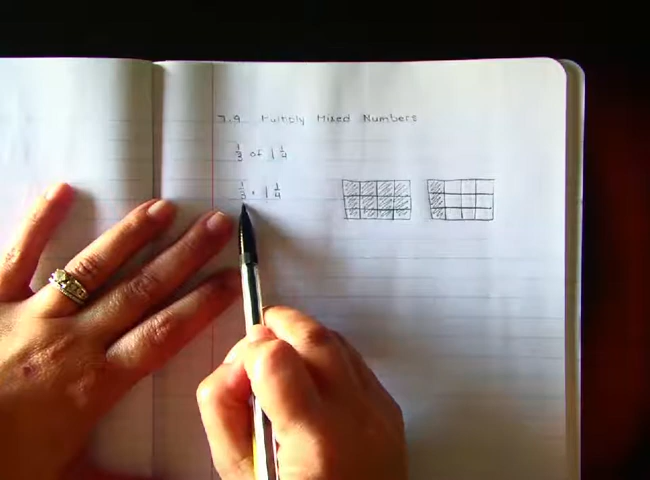 7.9 Multiply Mixed Numbers
1/3 of 1 1/4
1/3 · 1 1/4